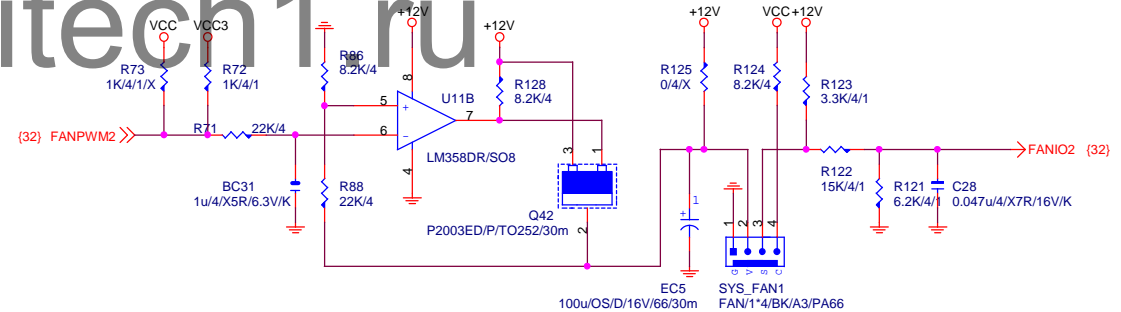 itech1.ru
+12V
+12V
+12V
VCC
+12V
VCC
VCC3
R73
1K/4/1/X
R72
1K/4/1
R86
8.2K/4
8
U11B
R128
8.2K/4
R125
0/4/X
R124
8.2K/4
R123
3.3K/4/1
5
+
7
{32} FANPWM2
R71
22K/4
6
−
LM358DR/SO8
4
3
1
FANIO2 {32}
BC31
1u/4/X5R/6.3V/K
R88
22K/4
R122
15K/4/1
R121
6.2K/4/1
C28
0.047u/4/X7R/16V/K
Q42
P2003ED/P/TO252/30m
2
+
1
1
2
3
4
G
V
S
C
EC5
100u/OS/D/16V/66/30m
SYS_FAN1
FAN/1*4/BK/A3/PA66